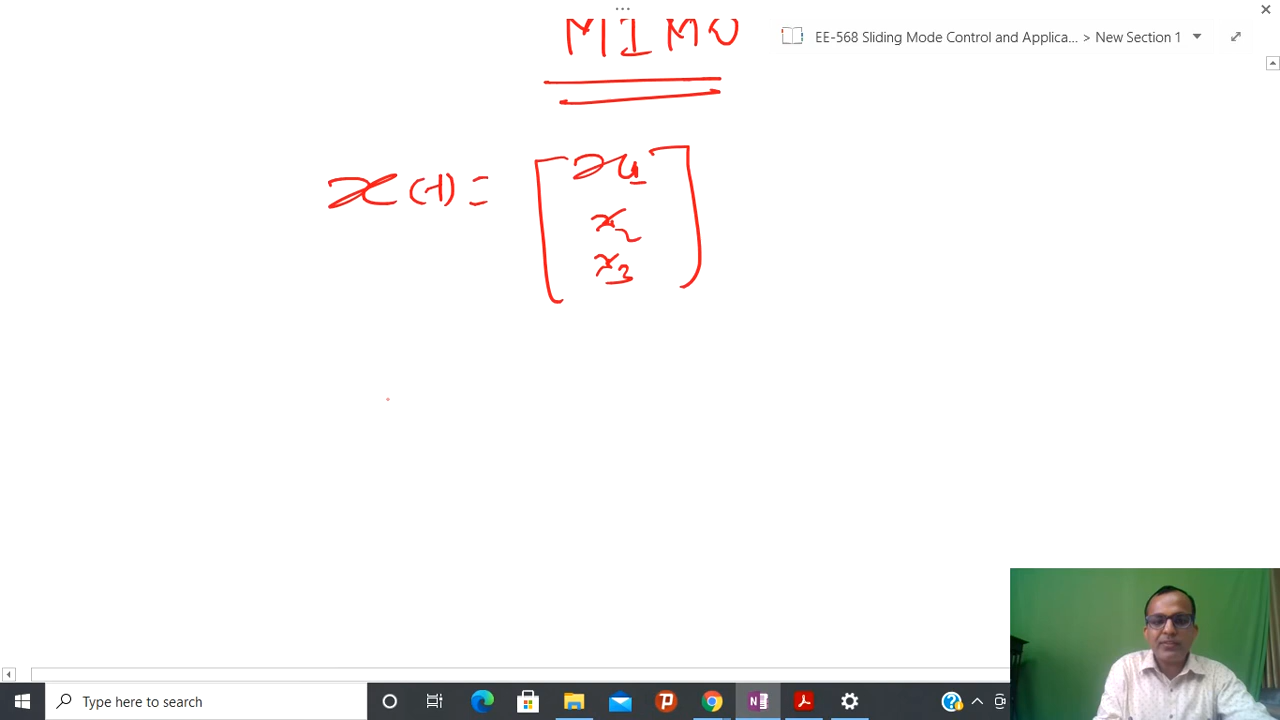 ...
EE-568 Sliding Mode Control and Applica... > New Section 1
MIMO
x(t) =
x1
x2
x3
Type here to search